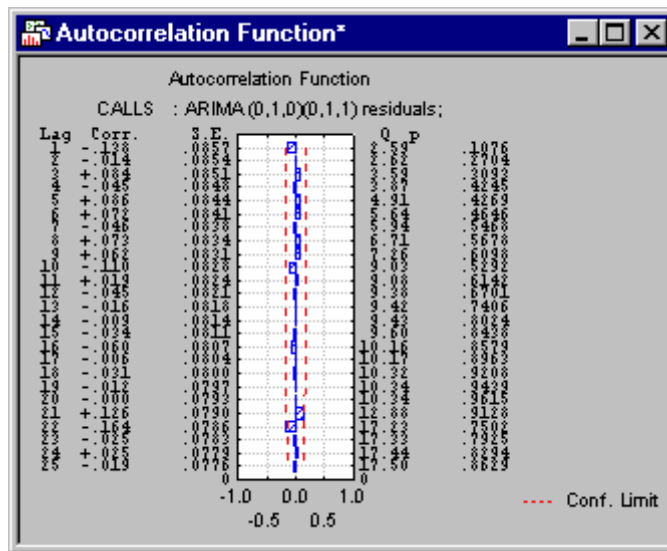 Autocorrelation Function*
Autocorrelation Function
CALLS : ARIMA (0,1,0)(0,1,1) residuals;
Lag Corr. S.E. Q p
1 -.138 .0857 2.59 .1076
2 -.014 .0854 2.62 .2704
3 +.084 .0851 3.59 .3092
4 -.045 .0848 3.87 .4245
5 +.086 .0844 4.91 .4269
6 +.072 .0841 5.64 .4646
7 -.046 .0838 5.94 .5468
8 +.073 .0834 6.71 .5678
9 +.062 .0831 7.26 .6098
10 -.110 .0828 9.03 .5292
11 +.019 .0824 9.08 .6142
12 -.045 .0821 9.38 .6701
13 -.016 .0818 9.42 .7406
14 -.009 .0814 9.43 .8024
15 -.034 .0811 9.60 .8436
16 -.060 .0807 10.16 .8579
17 -.006 .0804 10.17 .8963
18 -.031 .0800 10.32 .9208
19 -.012 .0797 10.34 .9439
20 -.000 .0793 10.34 .9615
21 +.126 .0790 12.88 .9128
22 -.164 .0786 17.23 .7502
23 -.025 .0783 17.33 .7925
24 +.025 .0779 17.44 .8294
25 -.019 .0776 17.50 .8629
0 0
-1.0 0.0 1.0
-0.5 0.5
Conf. Limit